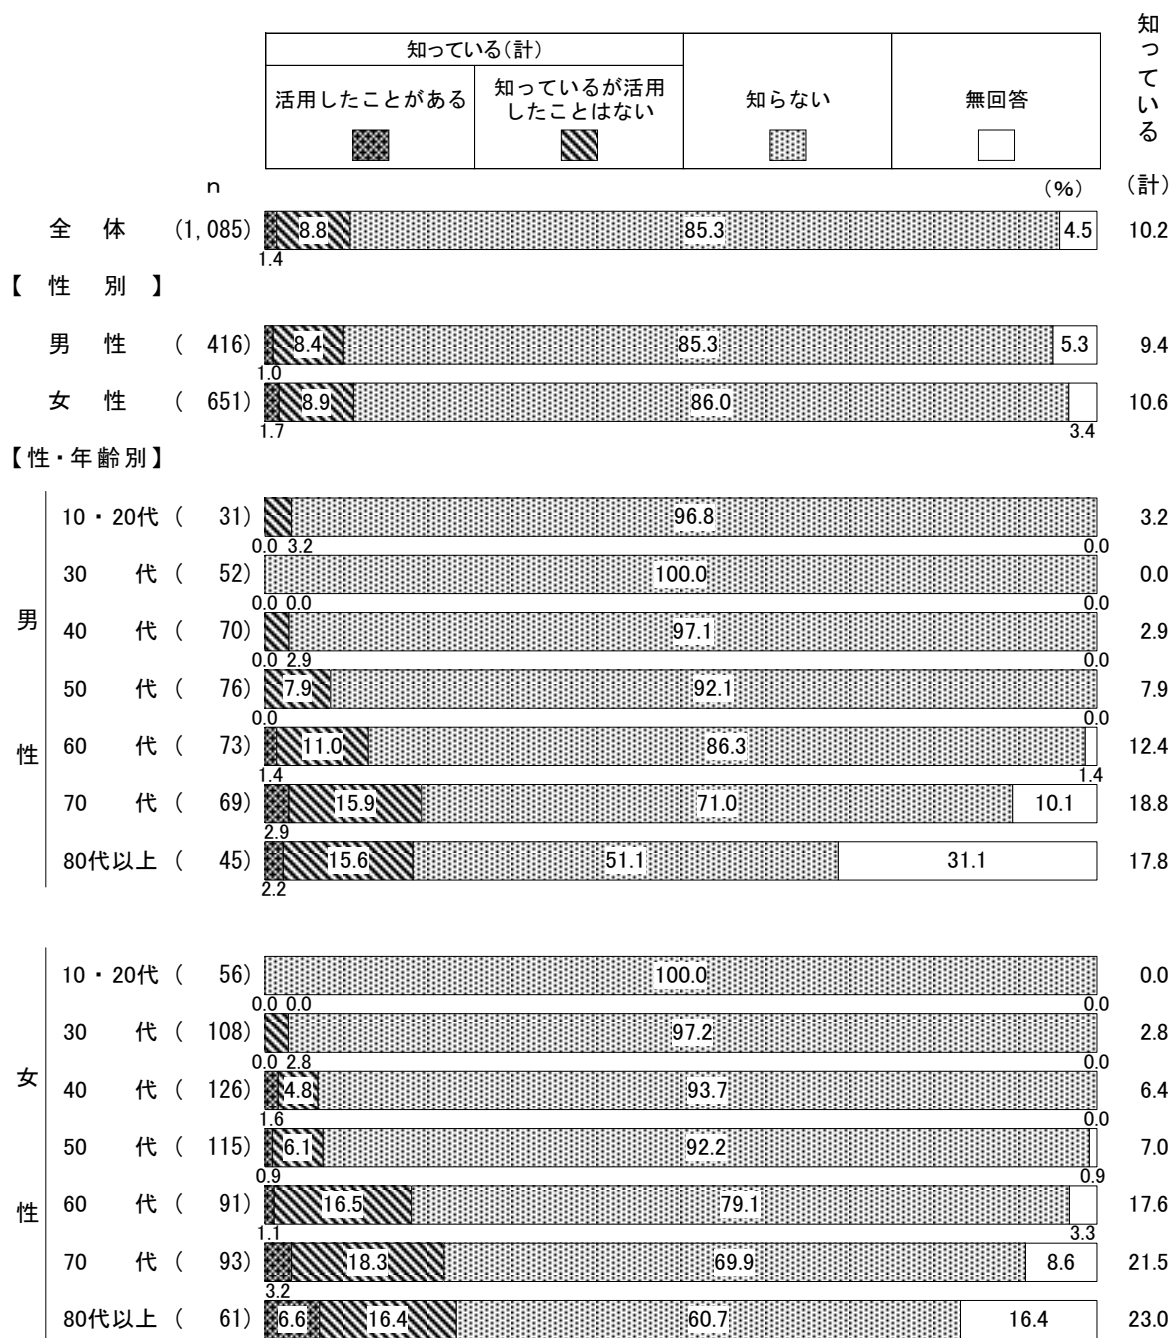 知っている(計)
活用したことがある
知っているが活用
したことはない
知らない
無回答
知っている
(計)
n
(%)
全 体 (1,085) 8.8 85.3 4.5 10.2
1.4
【 性 別 】
男 性 ( 416) 8.4 85.3 5.3 9.4
1.0
女 性 ( 651) 8.9 86.0 10.6
1.7 3.4
【性・年齢別】
男性
10・20代 ( 31) 96.8 3.2
0.0 3.2 0.0
30 代 ( 52) 100.0 0.0
0.0 0.0 0.0
40 代 ( 70) 97.1 2.9
0.0 2.9 0.0
50 代 ( 76) 7.9 92.1 7.9
0.0 0.0
60 代 ( 73) 11.0 86.3 12.4
1.4 1.4
70 代 ( 69) 15.9 71.0 10.1 18.8
2.9
80代以上 ( 45) 15.6 51.1 31.1 17.8
2.2
女性
10・20代 ( 56) 100.0 0.0
0.0 0.0 0.0
30 代 ( 108) 97.2 2.8
0.0 2.8 0.0
40 代 ( 126) 4.8 93.7 6.4
1.6 0.0
50 代 ( 115) 6.1 92.2 7.0
0.9 0.9
60 代 ( 91) 16.5 79.1 17.6
1.1 3.3
70 代 ( 93) 18.3 69.9 8.6 21.5
3.2
80代以上 ( 61) 6.6 16.4 60.7 16.4 23.0